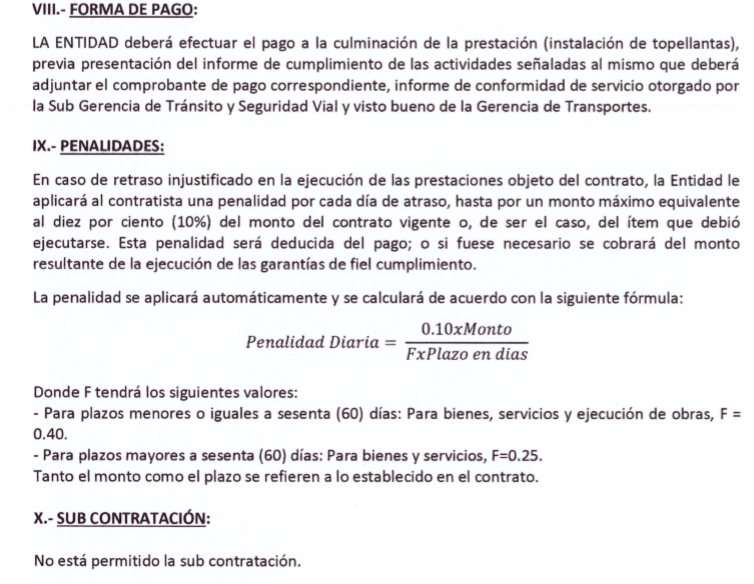 VIII.- FORMA DE PAGO:
LA ENTIDAD deberá efectuar el pago a la culminación de la prestación (instalación de topellantas),
previa presentación del informe de cumplimiento de las actividades señaladas al mismo que deberá
adjuntar el comprobante de pago correspondiente, informe de conformidad de servicio otorgado por
la Sub Gerencia de Tránsito y Seguridad Vial y visto bueno de la Gerencia de Transportes.
IX.- PENALIDADES:
En caso de retraso injustificado en la ejecución de las prestaciones objeto del contrato, la Entidad le
aplicará al contratista una penalidad por cada día de atraso, hasta por un monto máximo equivalente
al diez por ciento (10%) del monto del contrato vigente o, de ser el caso, del ítem que debió
ejecutarse. Esta penalidad será deducida del pago; o si fuese necesario se cobrará del monto
resultante de la ejecución de las garantías de fiel cumplimiento.
La penalidad se aplicará automáticamente y se calculará de acuerdo con la siguiente fórmula:
Penalidad Diaria = 0.10xMonto / FxPlazo en dias
Donde F tendrá los siguientes valores:
- Para plazos menores o iguales a sesenta (60) días: Para bienes, servicios y ejecución de obras, F =
0.40.
- Para plazos mayores a sesenta (60) días: Para bienes y servicios, F=0.25.
Tanto el monto como el plazo se refieren a lo establecido en el contrato.
X.- SUB CONTRATACIÓN:
No está permitido la sub contratación.